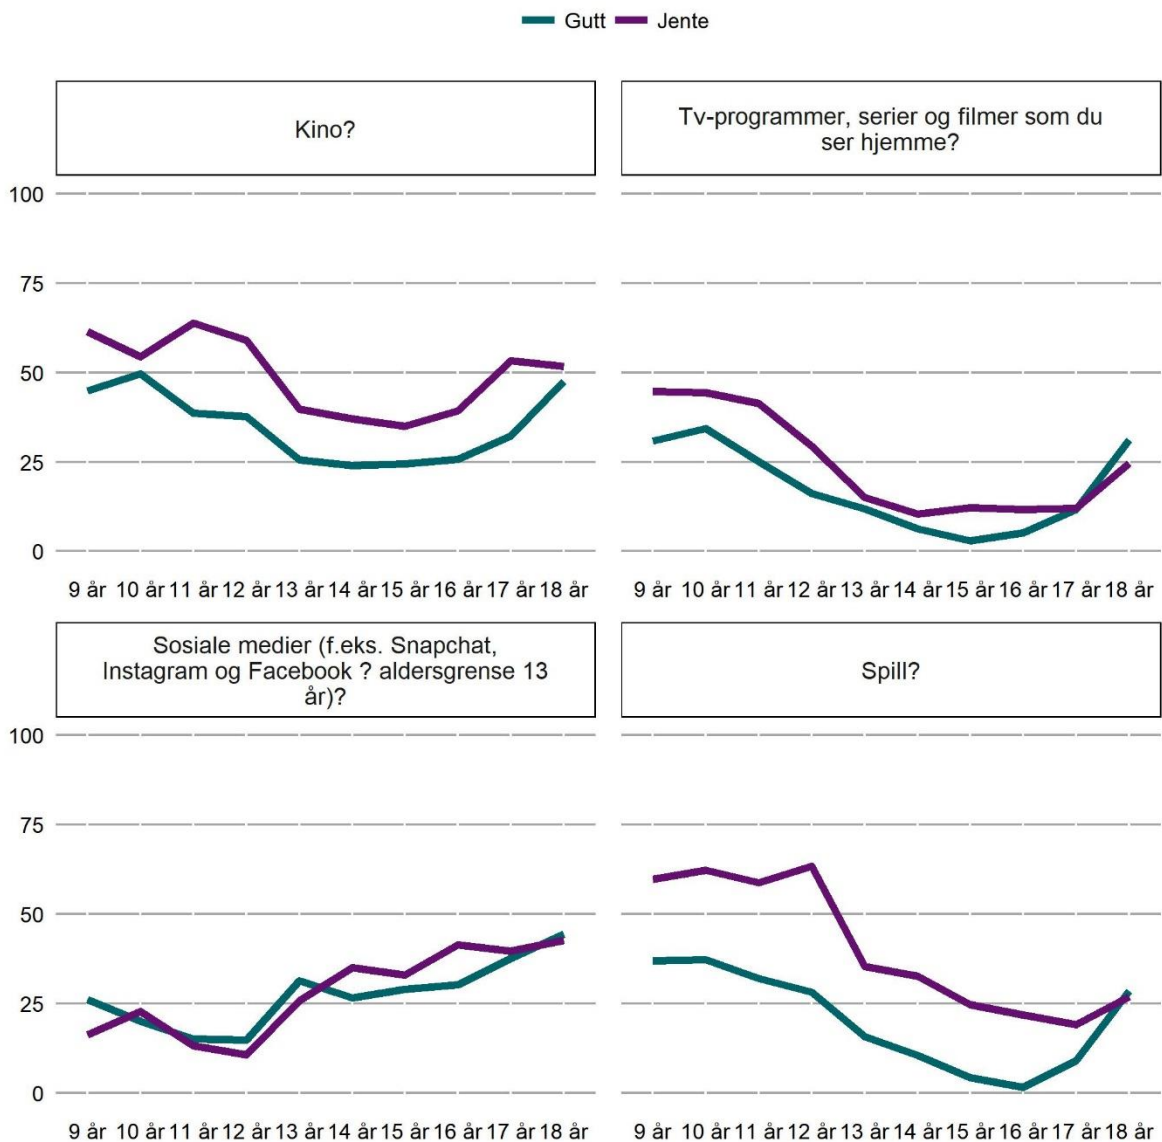 Gutt Jente
Kino?
Tv-programmer, serier og filmer som du
ser hjemme?
100
75
50
25
0
9 år 10 år 11 år 12 år 13 år 14 år 15 år 16 år 17 år 18 år
9 år 10 år 11 år 12 år 13 år 14 år 15 år 16 år 17 år 18 år
Sosiale medier (f.eks. Snapchat,
Instagram og Facebook ? aldersgrense 13
år)?
Spill?
100
75
50
25
0
9 år 10 år 11 år 12 år 13 år 14 år 15 år 16 år 17 år 18 år
9 år 10 år 11 år 12 år 13 år 14 år 15 år 16 år 17 år 18 år